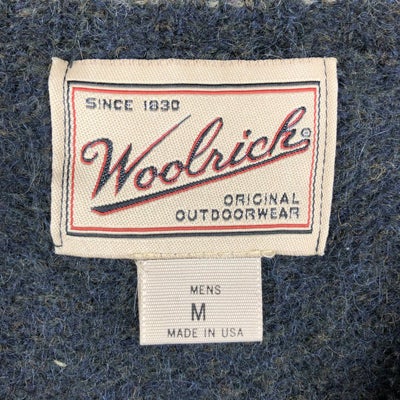 SINCE 1830
Woolrich®
ORIGINAL
OUTDOORWEAR
MENS
M
MADE IN USA